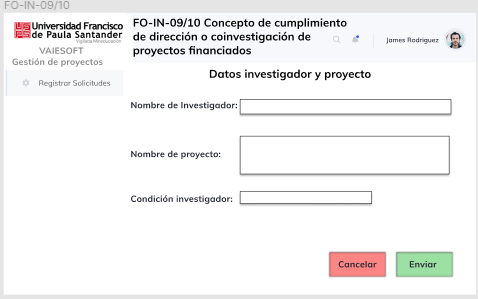 FO-IN-09/10
Universidad Francisco
de Paula Santander
Vigilada Mineducación
VAIESOFT
Gestión de proyectos
Registrar Solicitudes
FO-IN-09/10 Concepto de cumplimiento
de dirección o coinvestigación de
proyectos financiados
James Rodriguez
Datos investigador y proyecto
Nombre de Investigador:
Nombre de proyecto:
Condición investigador:
Cancelar
Enviar